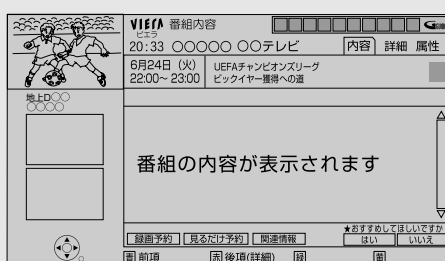 VIErA 番組内容
ビエラ
20:33 ○○○○○ ○○テレビ
内容 詳細 属性
6月24日 (火)
22:00~ 23:00
UEFAチャンピオンズリーグ
ビックイヤー獲得への道
地上D○○
○○○○
番組の内容が表示されます
★おすすめしてほしいですか
録画予約 見るだけ予約 関連情報
はい いいえ
青 前項 赤 後項(詳細) 緑 黄